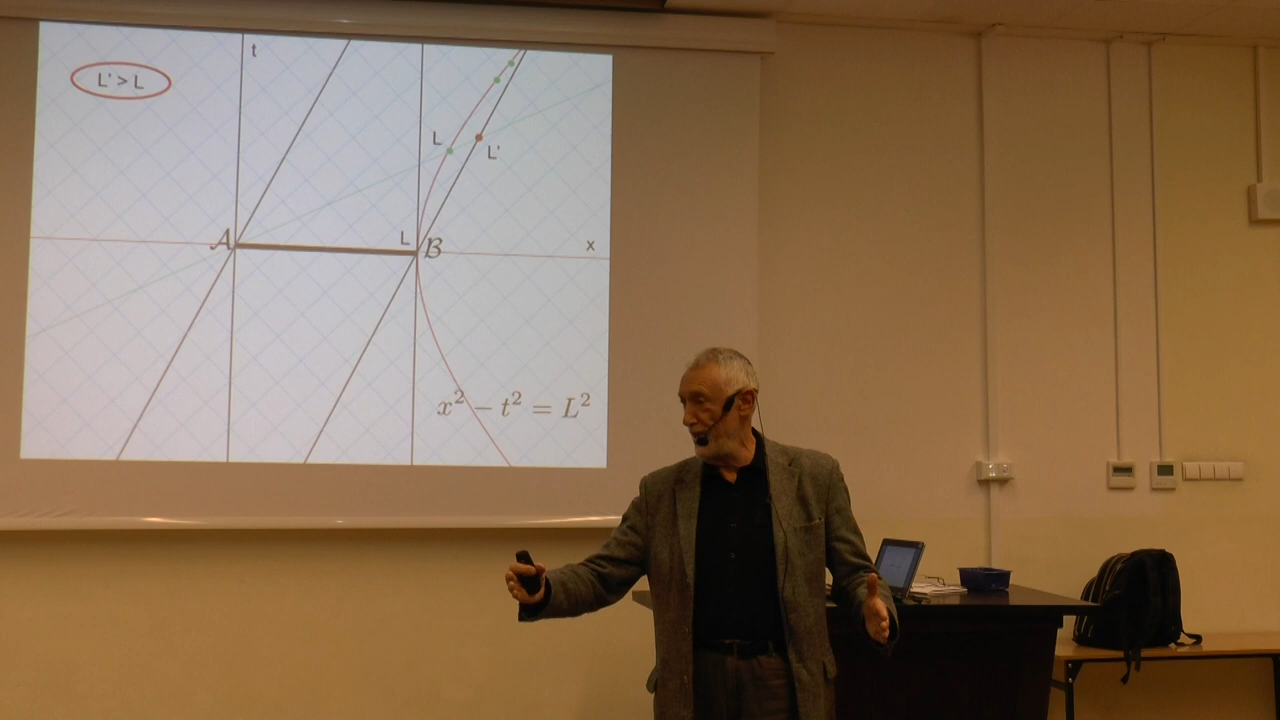 t
L' > L
L
L'
A
L
B
x
x² − t² = L²